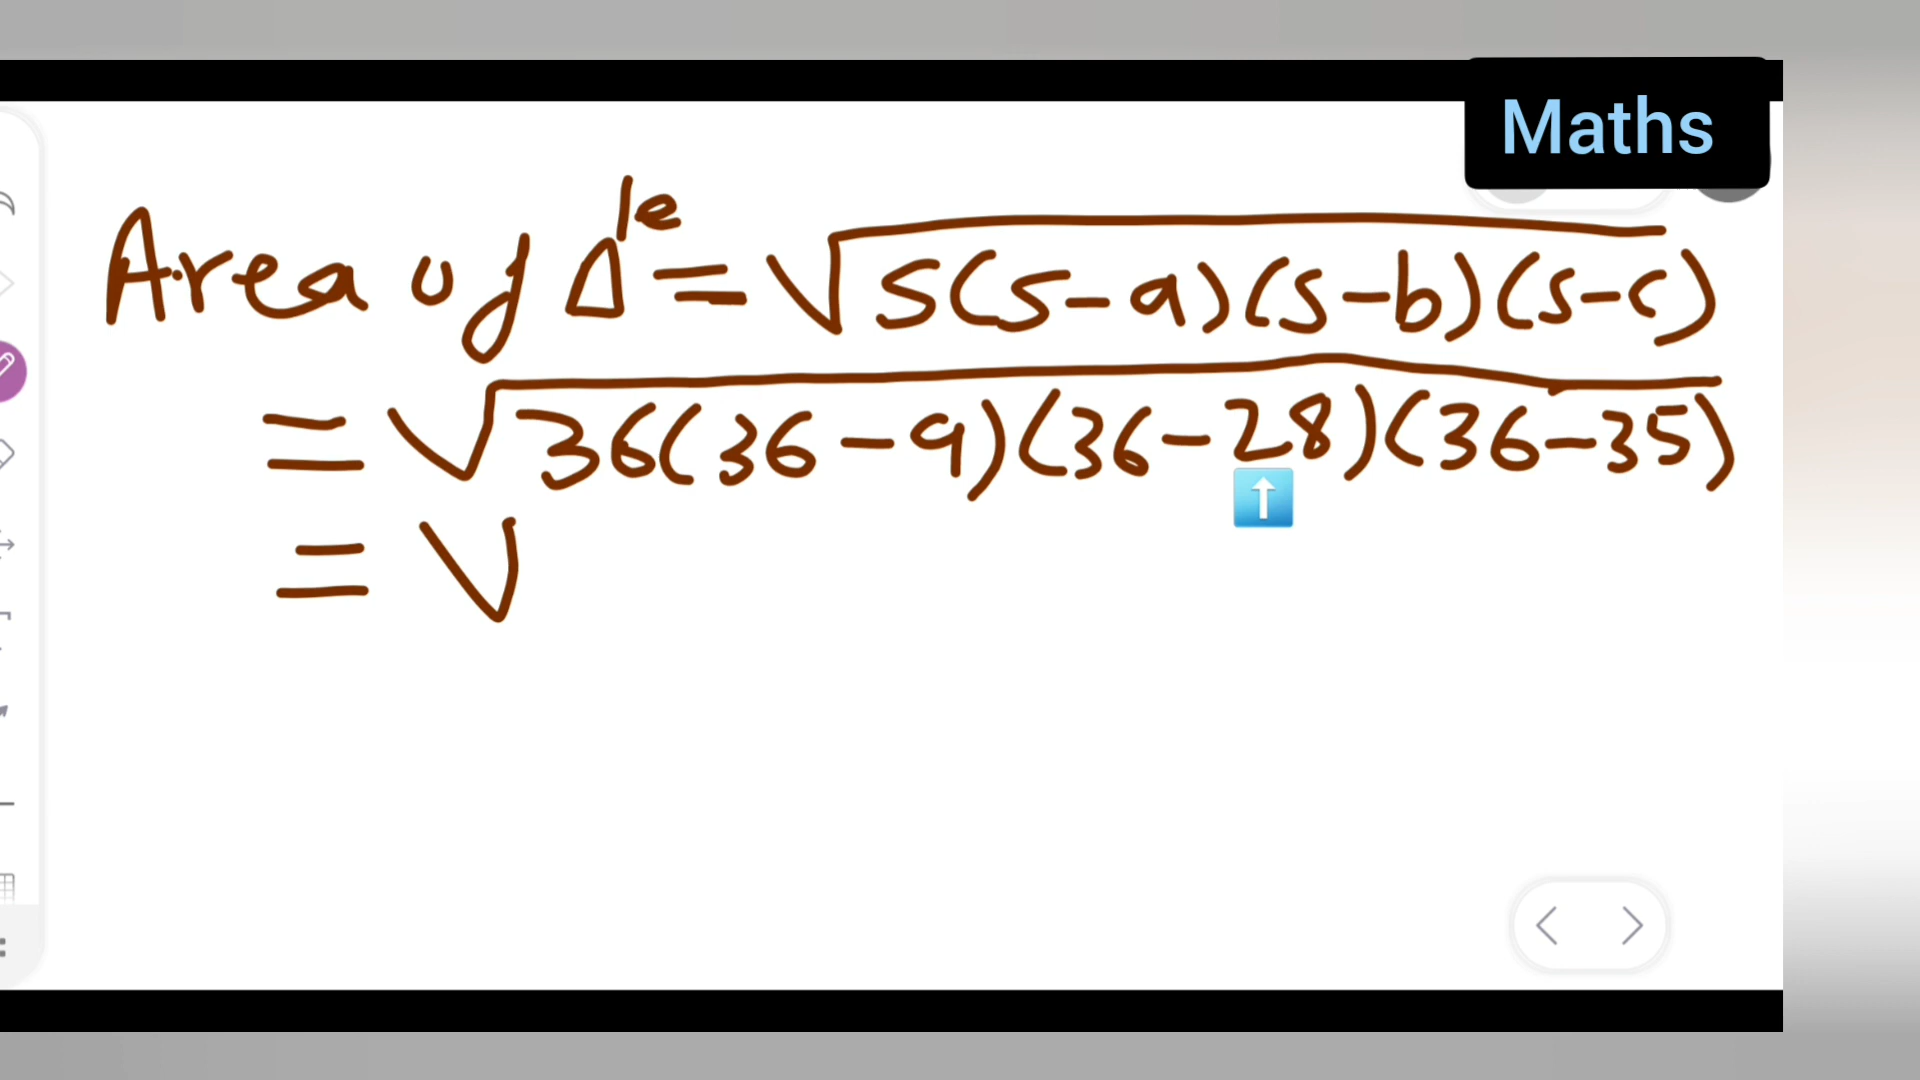 Maths
Area of Δle = √s(s-a)(s-b)(s-c)
= √36(36-9)(36-28)(36-35)
= √